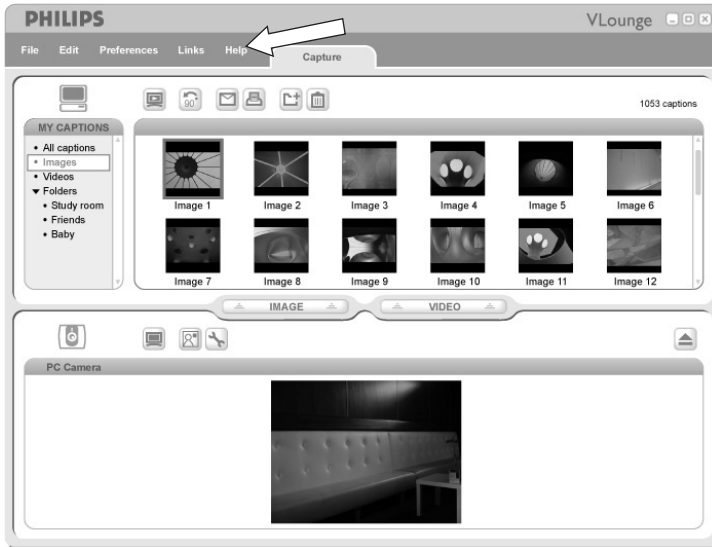 PHILIPS VLounge
File Edit Preferences Links Help Capture
90°
1053 captions
MY CAPTIONS
• All captions
• Images
• Videos
▼ Folders
• Study room
• Friends
• Baby
Image 1 Image 2 Image 3 Image 4 Image 5 Image 6
Image 7 Image 8 Image 9 Image 10 Image 11 Image 12
IMAGE VIDEO
PC Camera